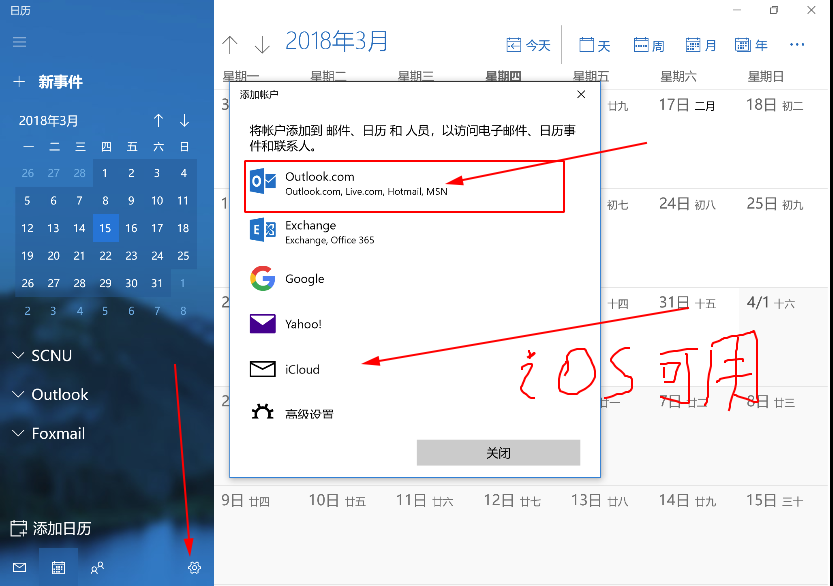 日历
新事件
2018年3月
一 二 三 四 五 六 日
26 27 28 1 2 3 4
5 6 7 8 9 10 11
12 13 14 15 16 17 18
19 20 21 22 23 24 25
26 27 28 29 30 31 1
2 3 4 5 6 7 8
SCNU
Outlook
Foxmail
添加日历
2018年3月
今天 天 周 月 年
星期一 星期二 星期三 星期四 星期五 星期六 星期日
廿九 17日 二月 18日 初二
初七 24日 初八 25日 初九
十四 31日 十五 4/1 十六
廿一 7日 廿二 8日 廿三
9日 廿四 10日 廿五 11日 廿六 12日 廿七 13日 廿八 14日 廿九 15日 三十
添加帐户
将帐户添加到 邮件、日历 和 人员，以访问电子邮件、日历事
件和联系人。
Outlook.com
Outlook.com, Live.com, Hotmail, MSN
Exchange
Exchange, Office 365
Google
Yahoo!
iCloud
高级设置
关闭
iOS可用